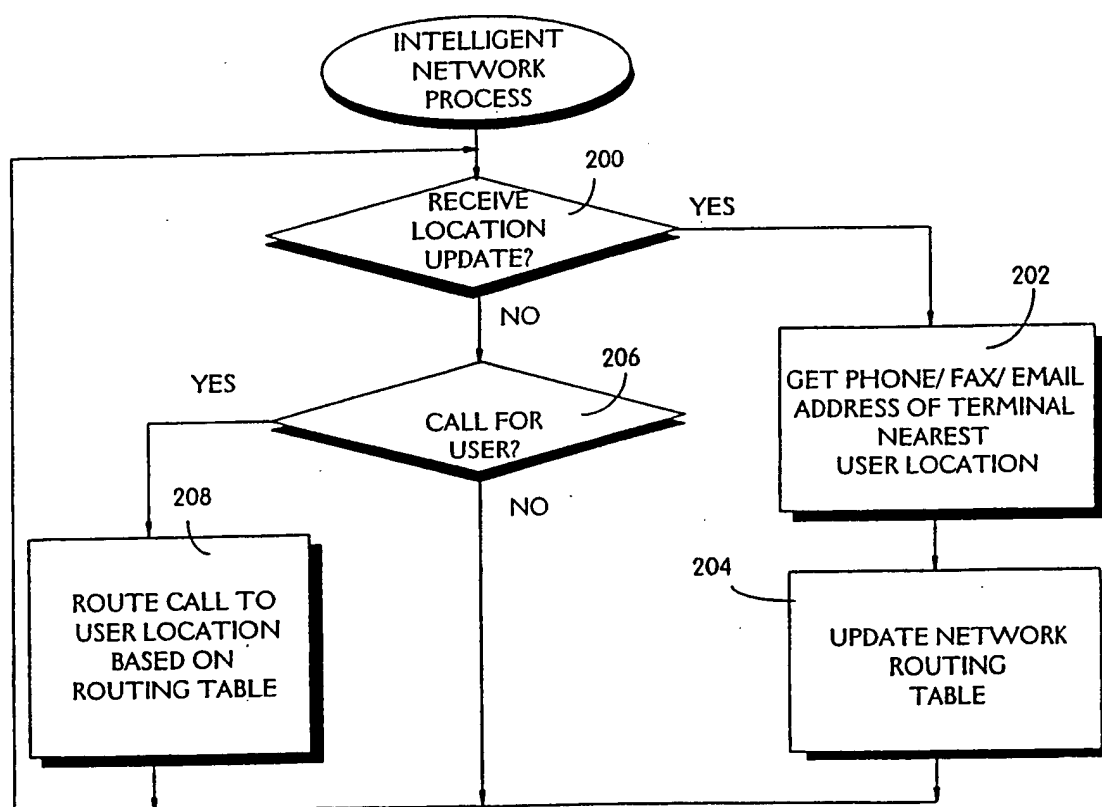 INTELLIGENT
NETWORK
PROCESS
200
RECEIVE
LOCATION
UPDATE?
YES
NO
202
GET PHONE/ FAX/ EMAIL
ADDRESS OF TERMINAL
NEAREST
USER LOCATION
YES
206
CALL FOR
USER?
NO
208
ROUTE CALL TO
USER LOCATION
BASED ON
ROUTING TABLE
204
UPDATE NETWORK
ROUTING
TABLE